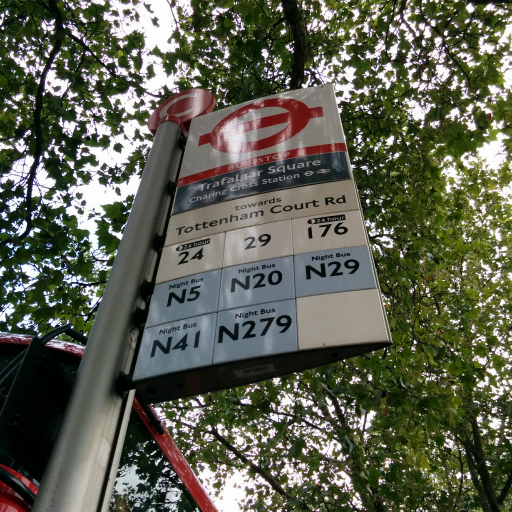 BUS STOP
Trafalgar Square
Charing Cross Station
towards
Tottenham Court Rd
24 hour
24
29
24 hour
176
Night Bus
N5
Night Bus
N20
Night Bus
N29
Night Bus
N41
Night Bus
N279